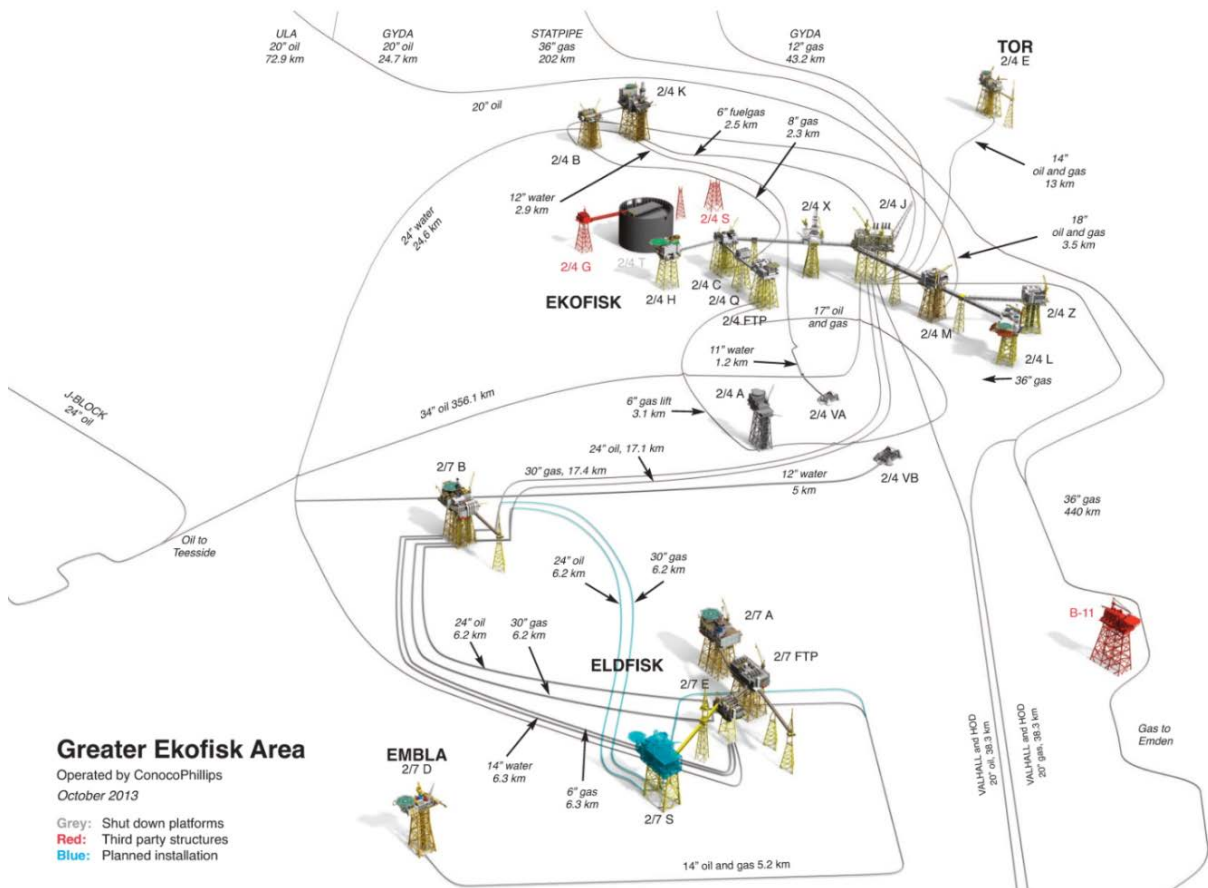 ULA
20" oil
72.9 km
GYDA
20" oil
24.7 km
STATPIPE
36" gas
202 km
GYDA
12" gas
43.2 km
TOR
2/4 E
20" oil
2/4 K
2/4 B
6" fuelgas
2.5 km
8" gas
2.3 km
14"
oil and gas
13 km
12" water
2.9 km
24" water
24,6 km
2/4 S
2/4 X
2/4 J
18"
oil and gas
3.5 km
2/4 G
2/4 T
2/4 H
2/4 C
2/4 Q
2/4 FTP
EKOFISK
17" oil
and gas
2/4 M
2/4 Z
2/4 L
36" gas
11" water
1.2 km
2/4 A
2/4 VA
6" gas lift
3.1 km
J-BLOCK
24" oil
34" oil 356.1 km
24" oil, 17.1 km
30" gas, 17.4 km
12" water
5 km
2/4 VB
2/7 B
36" gas
440 km
Oil to
Teesside
24" oil
6.2 km
30" gas
6.2 km
24" oil
6.2 km
30" gas
6.2 km
2/7 A
2/7 FTP
2/7 E
ELDFISK
B-11
Gas to
Emden
VALHALL and HOD
20" oil, 38.3 km
VALHALL and HOD
20" gas, 38.3 km
14" water
6.3 km
6" gas
6.3 km
2/7 S
EMBLA
2/7 D
14" oil and gas 5.2 km
Greater Ekofisk Area
Operated by ConocoPhillips
October 2013
Grey: Shut down platforms
Red: Third party structures
Blue: Planned installation